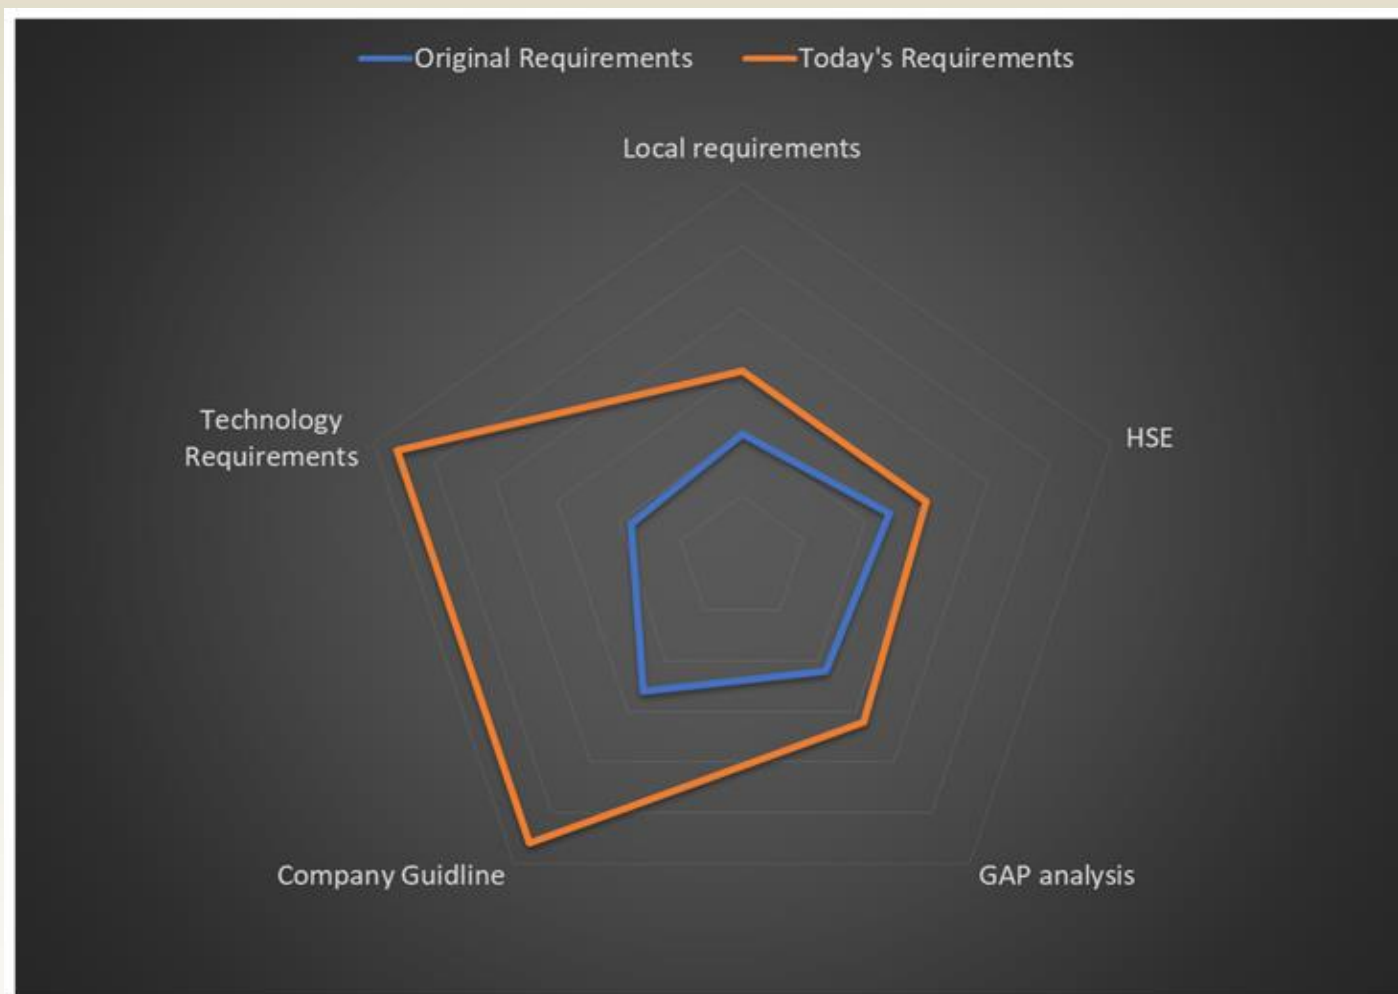 Original Requirements
Today's Requirements
Local requirements
Technology
Requirements
HSE
Company Guidline
GAP analysis